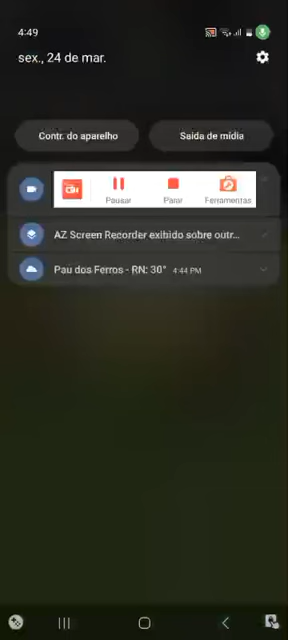 4:49
sex., 24 de mar.
Contr. do aparelho
Saída de mídia
Pausar
Parar
Ferramentas
AZ Screen Recorder exibido sobre outr...
Pau dos Ferros - RN: 30° 4:44 PM